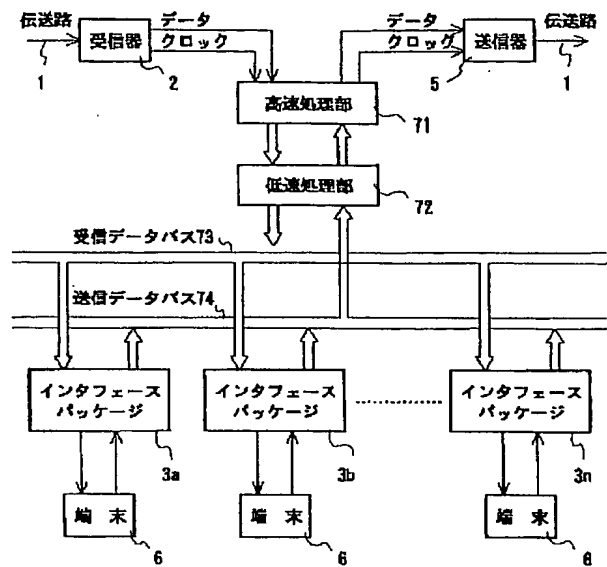 伝送路
受信器
データ
クロック
データ
クロック
送信器
伝送路
1
2
5
1
高速処理部
71
低速処理部
72
受信データバス73
送信データバス74
インタフェース
パッケージ
インタフェース
パッケージ
インタフェース
パッケージ
3a
3b
3n
端 末
端 末
端 末
6
6
6